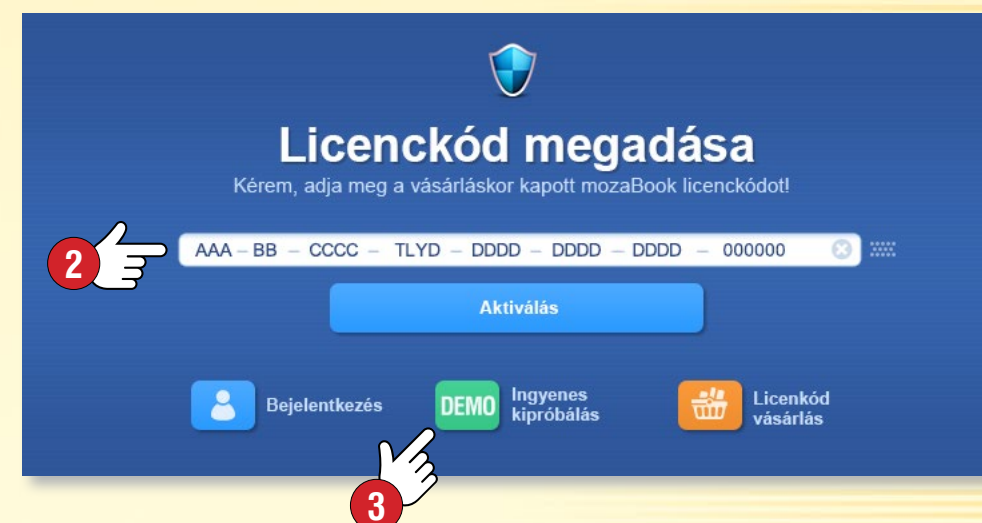 Licenckód megadása
Kérem, adja meg a vásárláskor kapott mozaBook licenckódot!
2
AAA – BB – CCCC – TLYD – DDDD – DDDD – DDDD – 000000
Aktiválás
Bejelentkezés
DEMO
Ingyenes
kipróbálás
Licenkód
vásárlás
3